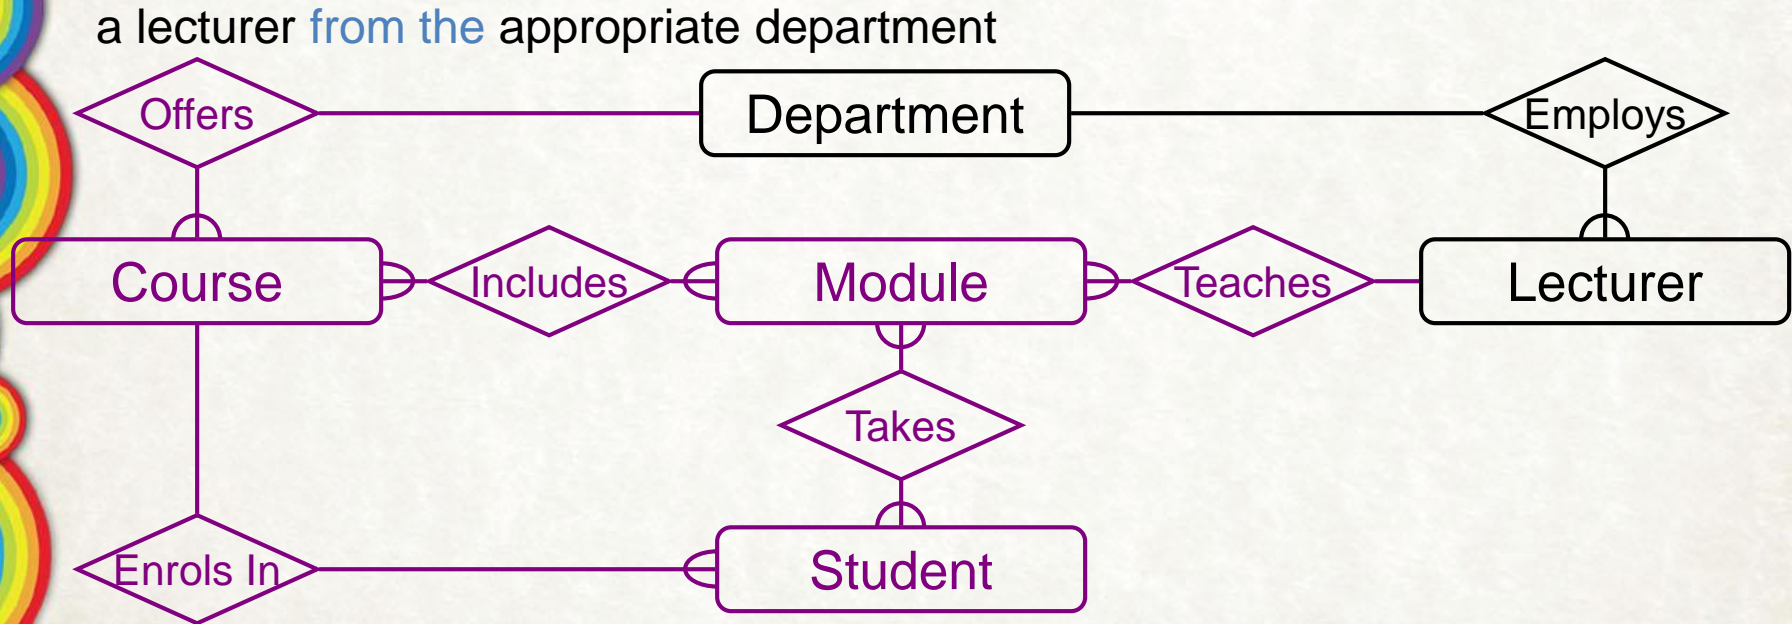 a lecturer from the appropriate department
Offers
Department
Employs
Course
Includes
Module
Teaches
Lecturer
Takes
Enrols In
Student